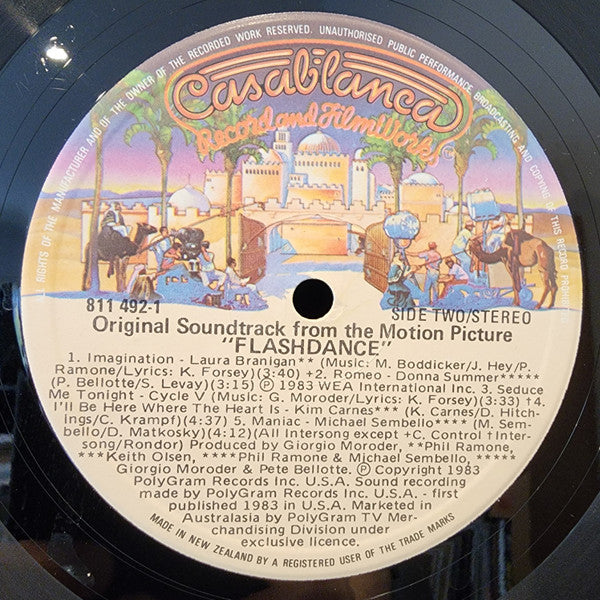 RIGHTS OF THE MANUFACTURER AND OF THE OWNER OF THE RECORDED WORK RESERVED. UNAUTHORISED PUBLIC PERFORMANCE, BROADCASTING AND COPYING OF THIS RECORD PROHIBITED
Casablanca
Record and FilmWorks
811 492-1
SIDE TWO/STEREO
Original Soundtrack from the Motion Picture
"FLASHDANCE"
1. Imagination - Laura Branigan** (Music: M. Boddicker/J. Hey/P.
Ramone/Lyrics: K. Forsey)(3:40) +2. Romeo - Donna Summer*****
(P. Bellotte/S. Levay)(3:15) Ⓟ 1983 WEA International Inc. 3. Seduce
Me Tonight - Cycle V (Music: G. Moroder/Lyrics: K. Forsey)(3:33) †4.
I'll Be Here Where The Heart Is - Kim Carnes*** (K. Carnes/D. Hitch-
ings/C. Krampf)(4:37) 5. Maniac - Michael Sembello**** (M. Sem-
bello/D. Matkosky)(4:12)(All Intersong except +C. Control †Inter-
song/Rondor) Produced by Giorgio Moroder, **Phil Ramone,
***Keith Olsen, ****Phil Ramone & Michael Sembello, *****
Giorgio Moroder & Pete Bellotte. Ⓟ Copyright 1983
PolyGram Records Inc. U.S.A. Sound recording
made by PolyGram Records Inc. U.S.A. - first
published 1983 in U.S.A. Marketed in
Australasia by PolyGram TV Mer-
chandising Division under
exclusive licence.
MADE IN NEW ZEALAND BY A REGISTERED USER OF THE TRADE MARKS